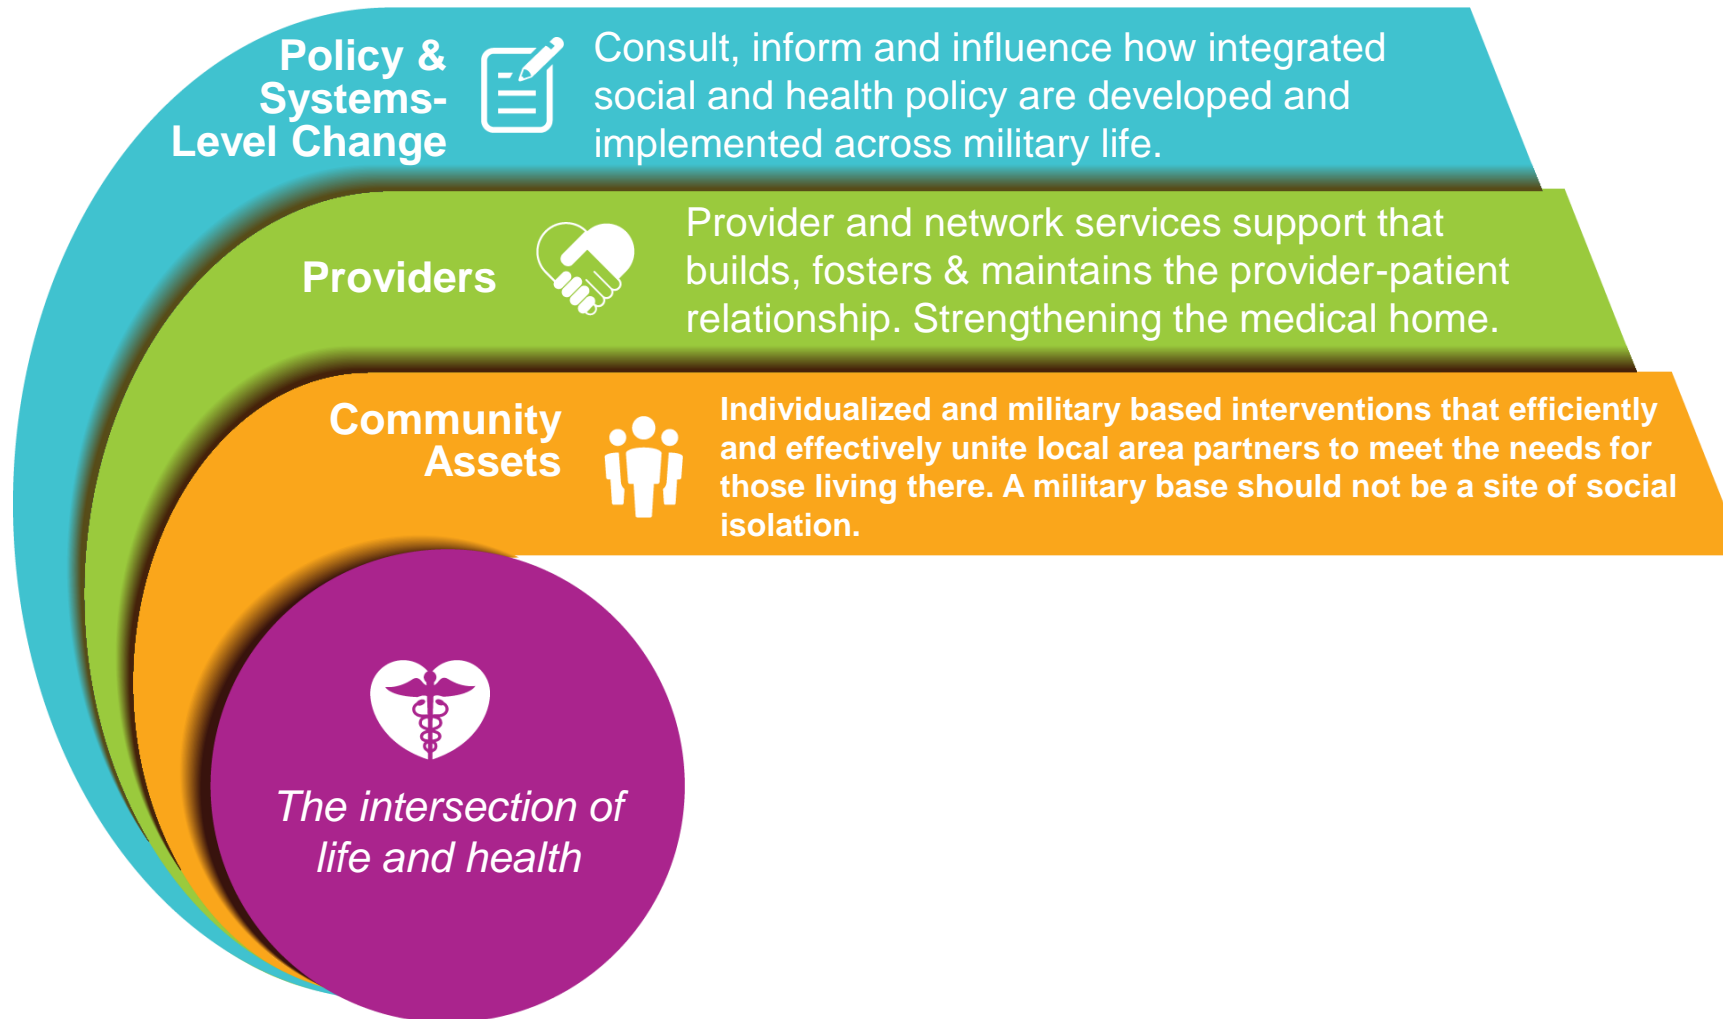 Policy &
Systems-
Level Change
Consult, inform and influence how integrated
social and health policy are developed and
implemented across military life.
Providers
Provider and network services support that
builds, fosters & maintains the provider-patient
relationship. Strengthening the medical home.
Community
Assets
Individualized and military based interventions that efficiently
and effectively unite local area partners to meet the needs for
those living there. A military base should not be a site of social
isolation.
The intersection of
life and health